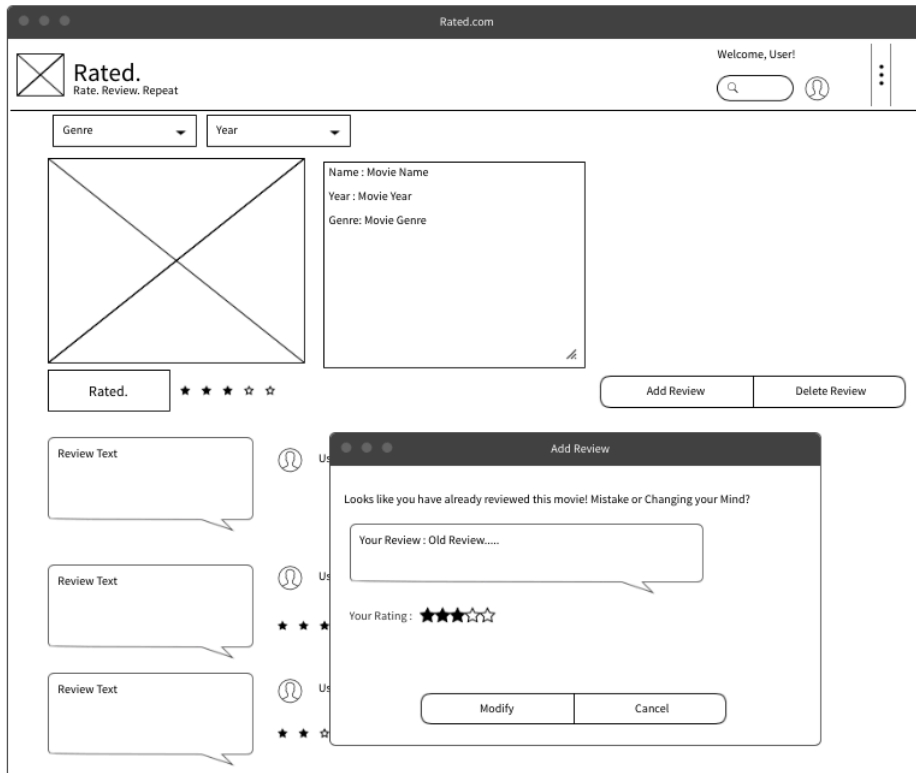 Rated.com
Welcome, User!
Rated.
Rate. Review. Repeat
Genre
Year
Name : Movie Name
Year : Movie Year
Genre: Movie Genre
Rated.
Add Review
Delete Review
Review Text
Add Review
Looks like you have already reviewed this movie! Mistake or Changing your Mind?
Your Review : Old Review.....
Review Text
Your Rating :
Review Text
Modify
Cancel